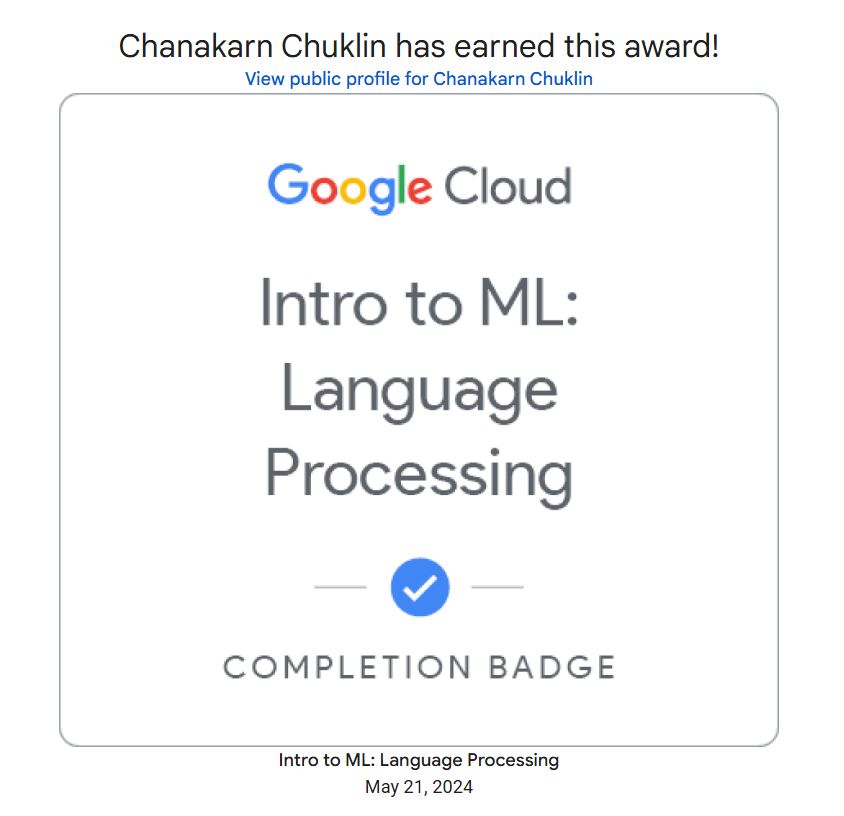 Chanakarn Chuklin has earned this award!
View public profile for Chanakarn Chuklin
Google Cloud
Intro to ML:
Language
Processing
COMPLETION BADGE
Intro to ML: Language Processing
May 21, 2024